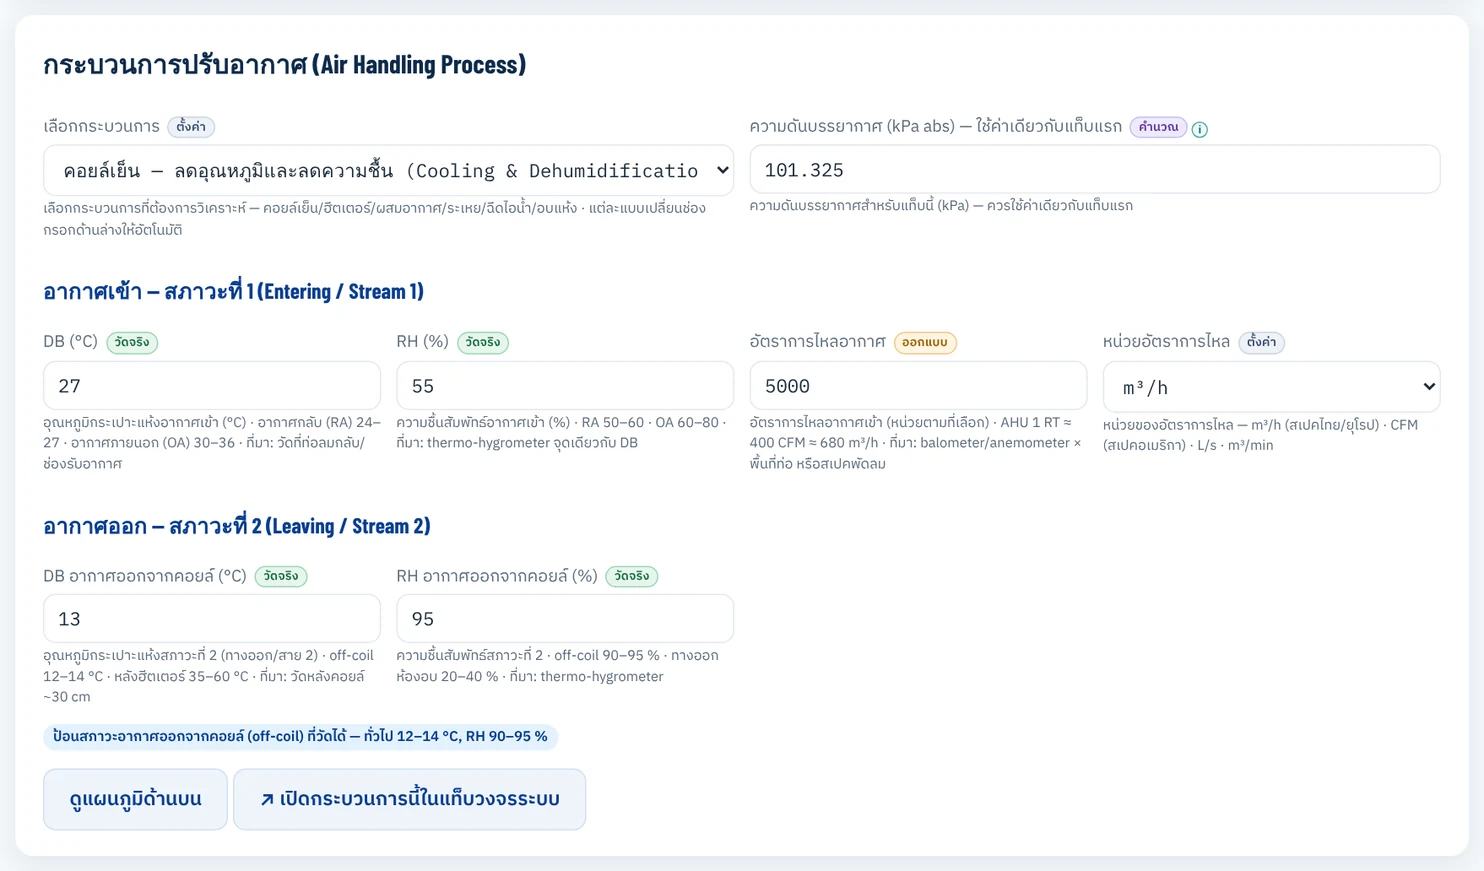 กระบวนการปรับอากาศ (Air Handling Process)
เลือกกระบวนการ ตั้งค่า
คอยล์เย็น — ลดอุณหภูมิและลดความชื้น (Cooling & Dehumidificatio
เลือกกระบวนการที่ต้องการวิเคราะห์ — คอยล์เย็น/ฮีตเตอร์/ผสมอากาศ/ระเหย/ฉีดไอน้ำ/อบแห้ง · แต่ละแบบเปลี่ยนช่อง
กรอกด้านล่างให้อัตโนมัติ
ความดันบรรยากาศ (kPa abs) — ใช้ค่าเดียวกับแท็บแรก คำนวณ i
101.325
ความดันบรรยากาศสำหรับแท็บนี้ (kPa) — ควรใช้ค่าเดียวกับแท็บแรก
อากาศเข้า — สภาวะที่ 1 (Entering / Stream 1)
DB (°C) วัดจริง
27
อุณหภูมิกระเปาะแห้งอากาศเข้า (°C) · อากาศกลับ (RA) 24–
27 · อากาศภายนอก (OA) 30–36 · ที่มา: วัดที่ท่อลมกลับ/
ช่องรับอากาศ
RH (%) วัดจริง
55
ความชื้นสัมพัทธ์อากาศเข้า (%) · RA 50–60 · OA 60–80 ·
ที่มา: thermo-hygrometer จุดเดียวกับ DB
อัตราการไหลอากาศ ออกแบบ
5000
อัตราการไหลอากาศเข้า (หน่วยตามที่เลือก) · AHU 1 RT ≈
400 CFM ≈ 680 m³/h · ที่มา: balometer/anemometer ×
พื้นที่ท่อ หรือสเปคพัดลม
หน่วยอัตราการไหล ตั้งค่า
m³/h
หน่วยของอัตราการไหล — m³/h (สเปคไทย/ยุโรป) · CFM
(สเปคอเมริกา) · L/s · m³/min
อากาศออก — สภาวะที่ 2 (Leaving / Stream 2)
DB อากาศออกจากคอยล์ (°C) วัดจริง
13
อุณหภูมิกระเปาะแห้งสภาวะที่ 2 (ทางออก/สาย 2) · off-coil
12–14 °C · หลังฮีตเตอร์ 35–60 °C · ที่มา: วัดหลังคอยล์
~30 cm
RH อากาศออกจากคอยล์ (%) วัดจริง
95
ความชื้นสัมพัทธ์สภาวะที่ 2 · off-coil 90–95 % · ทางออก
ห้องอบ 20–40 % · ที่มา: thermo-hygrometer
ป้อนสภาวะอากาศออกจากคอยล์ (off-coil) ที่วัดได้ — ทั่วไป 12–14 °C, RH 90–95 %
ดูแผนภูมิด้านบน
↗ เปิดกระบวนการนี้ในแท็บวงจรระบบ